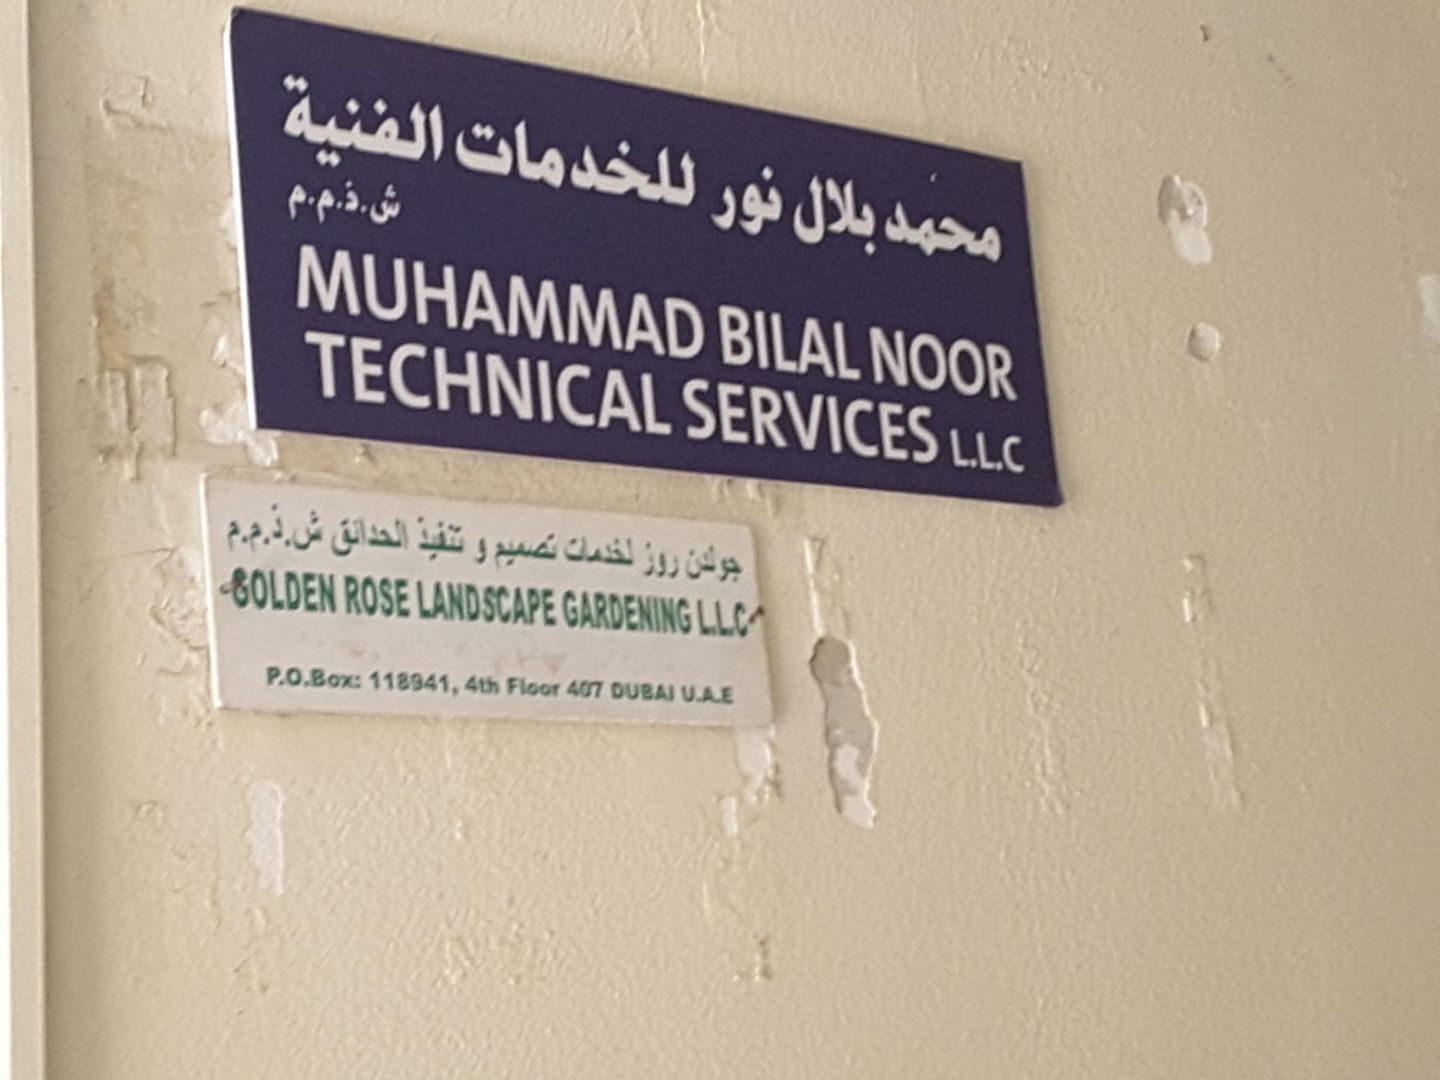 محمد بلال نور للخدمات الفنية
ش.ذ.م.م
MUHAMMAD BILAL NOOR
TECHNICAL SERVICES L.L.C
جولدن روز لخدمات تصميم و تنفيذ الحدائق ش.ذ.م.م
GOLDEN ROSE LANDSCAPE GARDENING L.L.C
P.O.Box: 118941, 4th Floor 407 DUBAI U.A.E